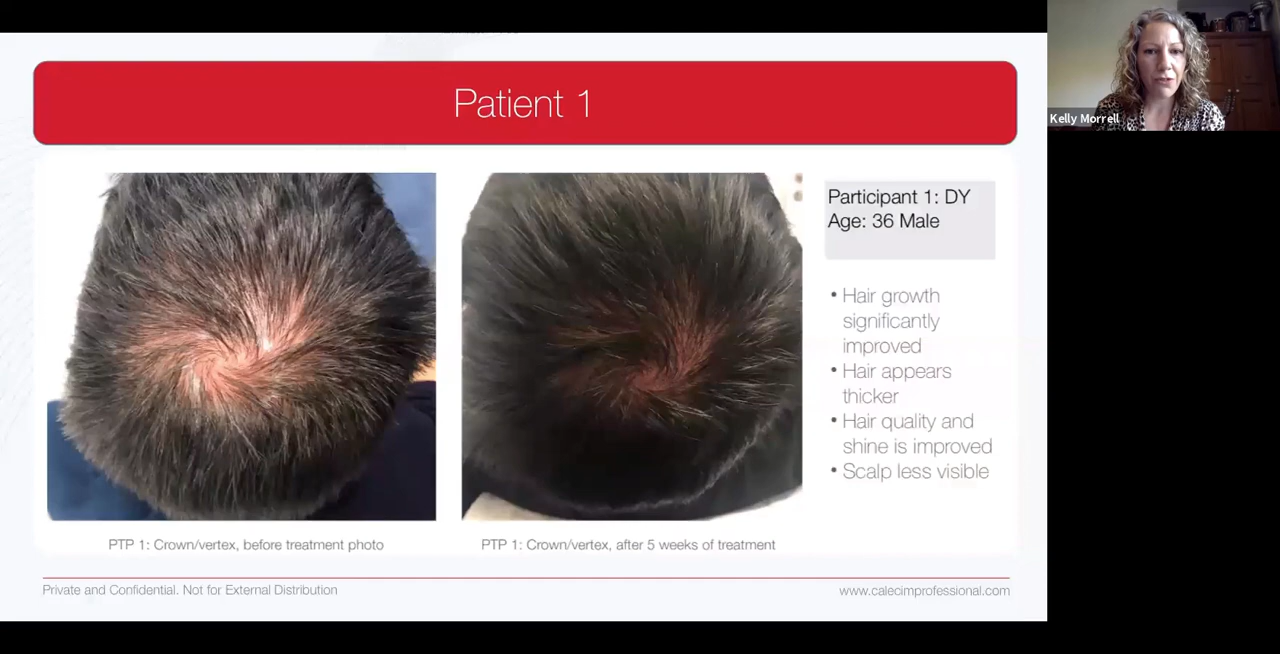 Patient 1
Kelly Morrell
Participant 1: DY
Age: 36 Male
• Hair growth
significantly
improved
• Hair appears
thicker
• Hair quality and
shine is improved
• Scalp less visible
PTP 1: Crown/vertex, before treatment photo
PTP 1: Crown/vertex, after 5 weeks of treatment
Private and Confidential. Not for External Distribution
www.calecimprofessional.com